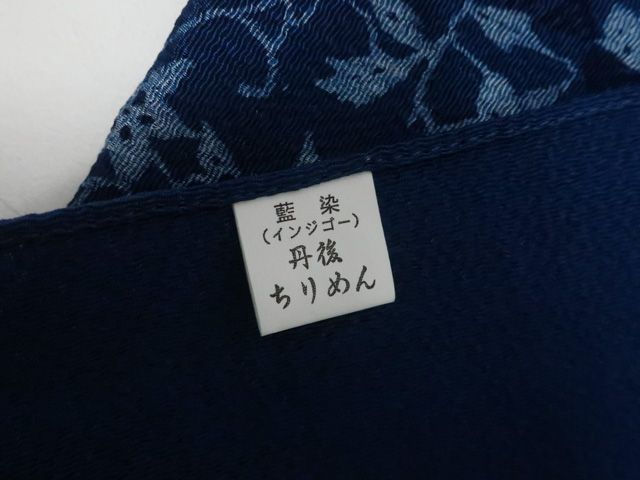 藍染
(インジゴー)
丹後
ちりめん